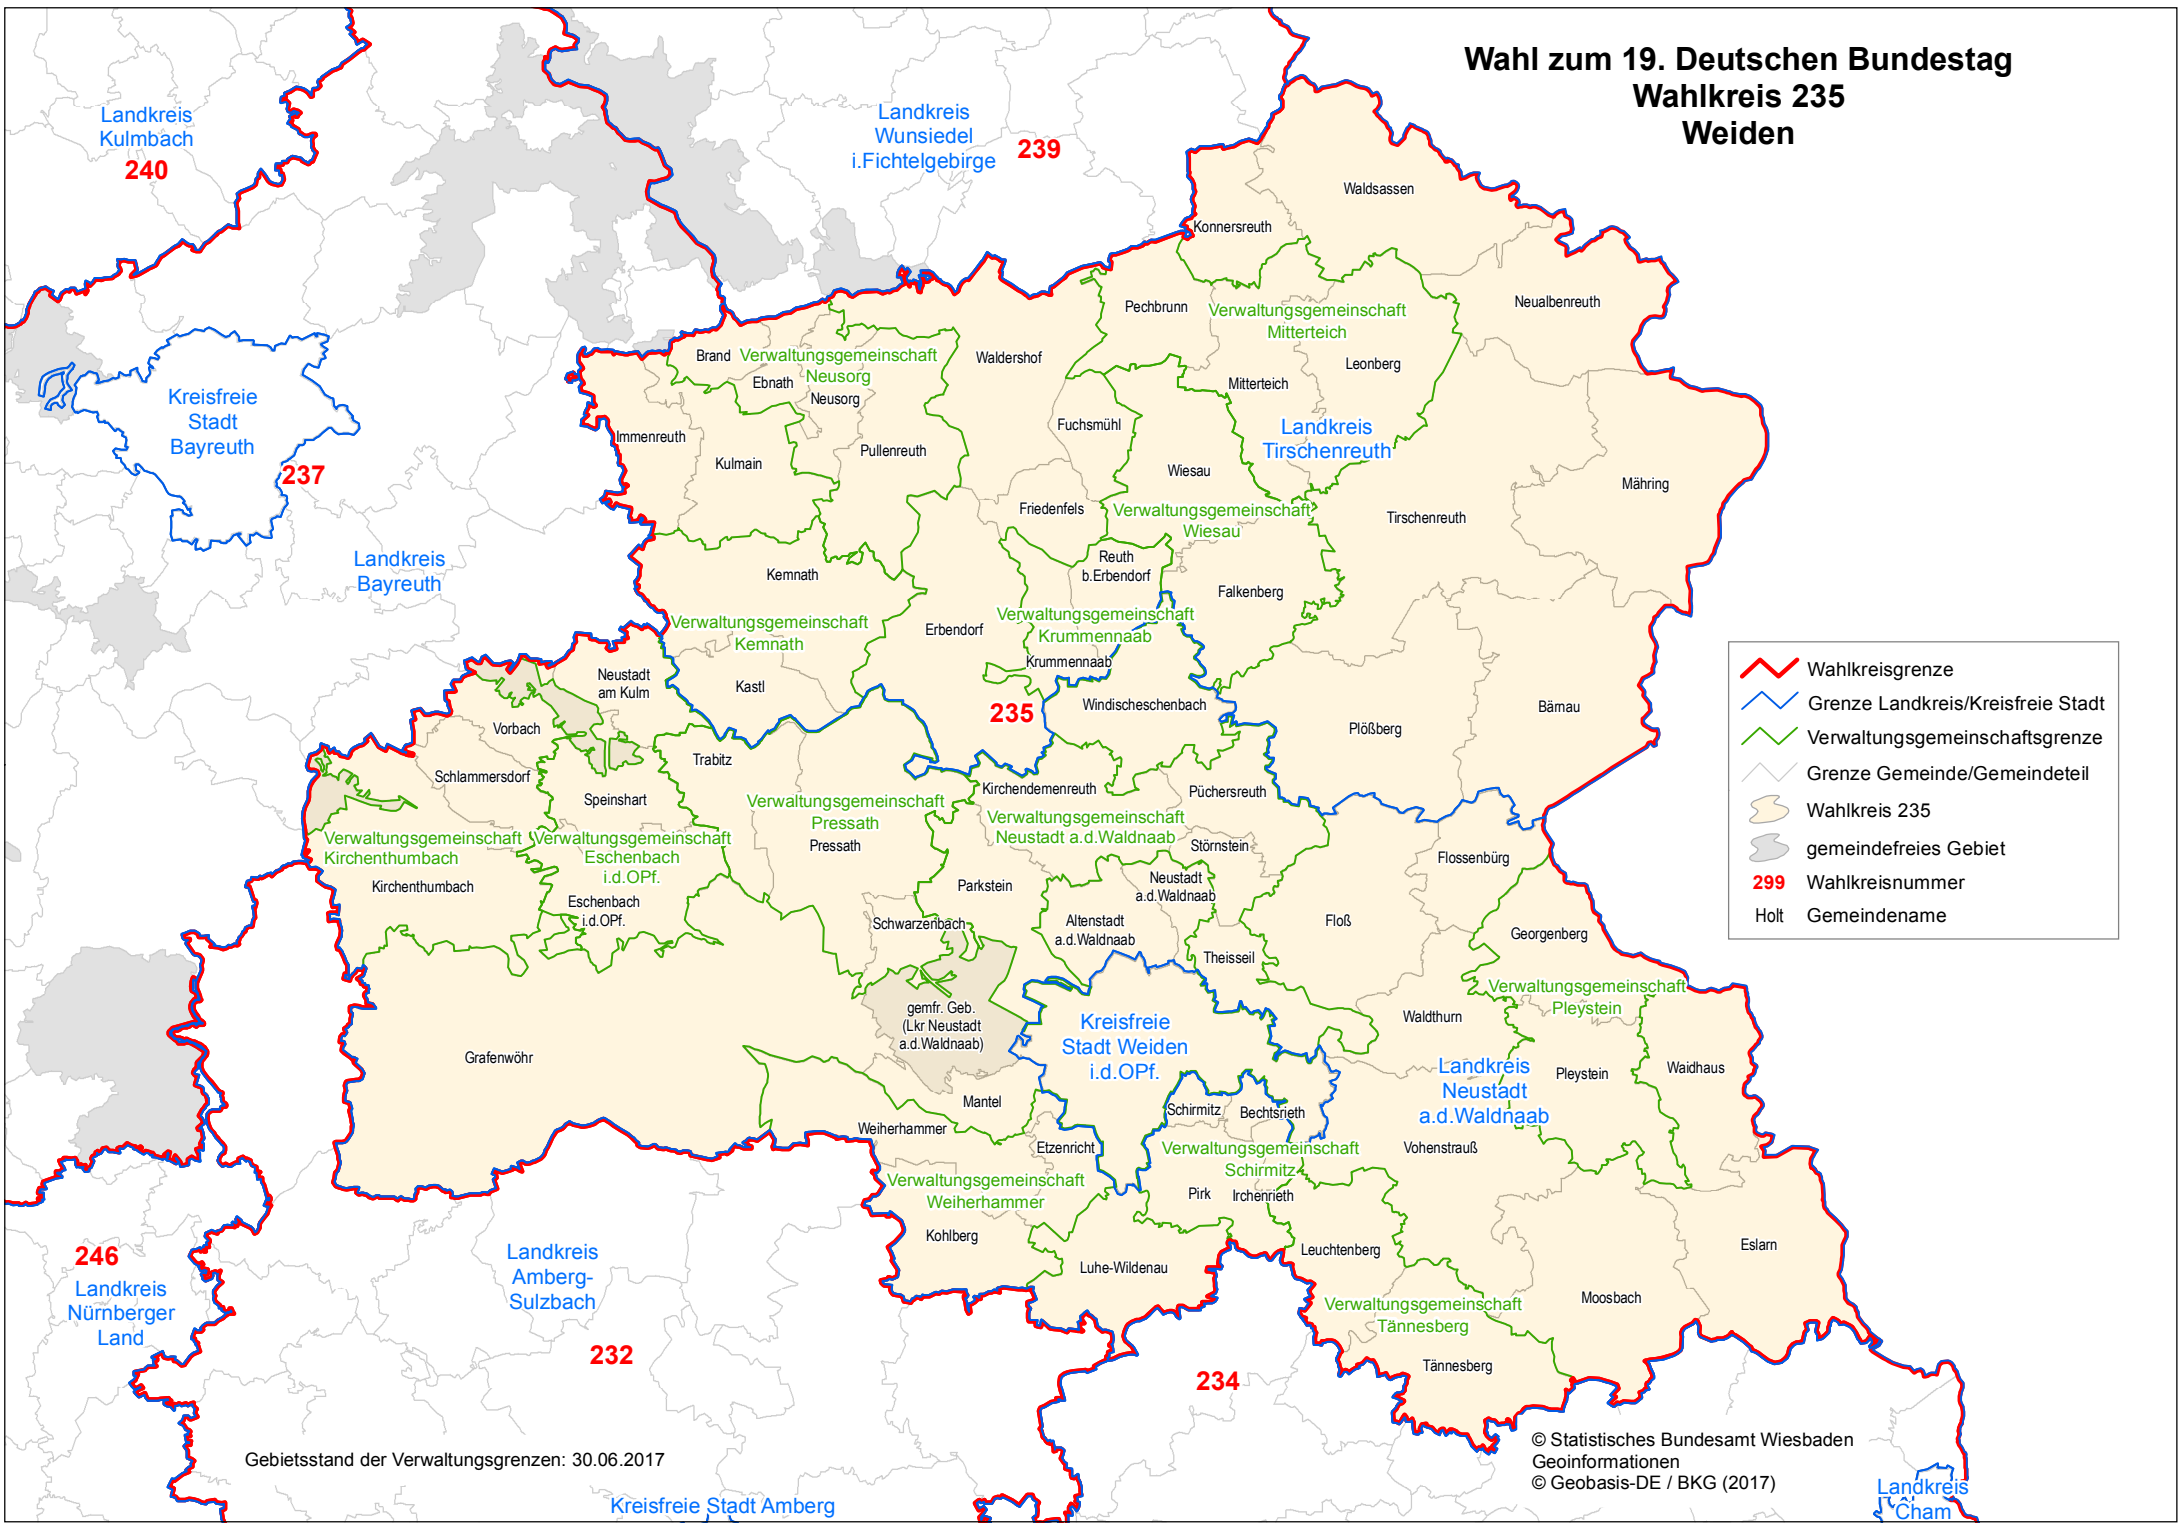 Wahl zum 19. Deutschen Bundestag
Wahlkreis 235
Weiden
Landkreis
Kulmbach
240
Landkreis
Wunsiedel
i.Fichtelgebirge
239
Waldsassen
Konnersreuth
Neualbenreuth
Pechbrunn
Verwaltungsgemeinschaft
Mitterteich
Leonberg
Mitterteich
Waldershof
Brand
Verwaltungsgemeinschaft
Neusorg
Ebnath
Neusorg
Kreisfreie
Stadt
Bayreuth
237
Immenreuth
Kulmain
Pullenreuth
Fuchsmühl
Landkreis
Tirschenreuth
Wiesau
Mähring
Friedenfels
Verwaltungsgemeinschaft
Wiesau
Tirschenreuth
Landkreis
Bayreuth
Kemnath
Reuth
b.Erbendorf
Falkenberg
Verwaltungsgemeinschaft
Kemnath
Erbendorf
Verwaltungsgemeinschaft
Krummennaab
Krummennaab
Neustadt
am Kulm
Kastl
235
Windischeschenbach
Plößberg
Bärnau
Vorbach
Trabitz
Schlammersdorf
Speinshart
Kirchendemenreuth
Püchersreuth
Verwaltungsgemeinschaft
Pressath
Pressath
Verwaltungsgemeinschaft
Neustadt a.d.Waldnaab
Störnstein
Verwaltungsgemeinschaft
Kirchenthumbach
Kirchenthumbach
Verwaltungsgemeinschaft
Eschenbach
i.d.OPf.
Eschenbach
i.d.OPf.
Flossenbürg
Parkstein
Neustadt
a.d.Waldnaab
Schwarzenbach
Altenstadt
a.d.Waldnaab
Floß
Georgenberg
Theisseil
Verwaltungsgemeinschaft
Pleystein
gemfr. Geb.
(Lkr Neustadt
a.d.Waldnaab)
Kreisfreie
Stadt Weiden
i.d.OPf.
Waldthurn
Grafenwöhr
Landkreis
Neustadt
a.d.Waldnaab
Pleystein
Waidhaus
Mantel
Schirmitz
Bechtsrieth
Weiherhammer
Etzenricht
Verwaltungsgemeinschaft
Schirmitz
Vohenstrauß
Verwaltungsgemeinschaft
Weiherhammer
Pirk
Irchenrieth
Kohlberg
Luhe-Wildenau
Leuchtenberg
Eslarn
Moosbach
Verwaltungsgemeinschaft
Tännesberg
Tännesberg
246
Landkreis
Nürnberger
Land
Landkreis
Amberg-
Sulzbach
232
234
Kreisfreie Stadt Amberg
Landkreis
Cham
Wahlkreisgrenze
Grenze Landkreis/Kreisfreie Stadt
Verwaltungsgemeinschaftsgrenze
Grenze Gemeinde/Gemeindeteil
Wahlkreis 235
gemeindefreies Gebiet
299 Wahlkreisnummer
Holt Gemeindename
Gebietsstand der Verwaltungsgrenzen: 30.06.2017
© Statistisches Bundesamt Wiesbaden
Geoinformationen
© Geobasis-DE / BKG (2017)